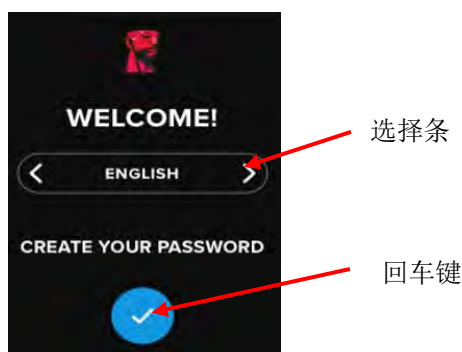 WELCOME!
选择条
ENGLISH
CREATE YOUR PASSWORD
回车键